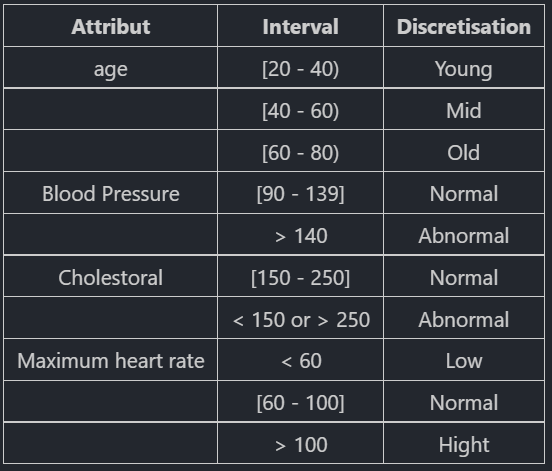 Attribut Interval Discretisation
age [20 - 40) Young
[40 - 60) Mid
[60 - 80) Old
Blood Pressure [90 - 139] Normal
> 140 Abnormal
Cholestoral [150 - 250] Normal
< 150 or > 250 Abnormal
Maximum heart rate < 60 Low
[60 - 100] Normal
> 100 Hight